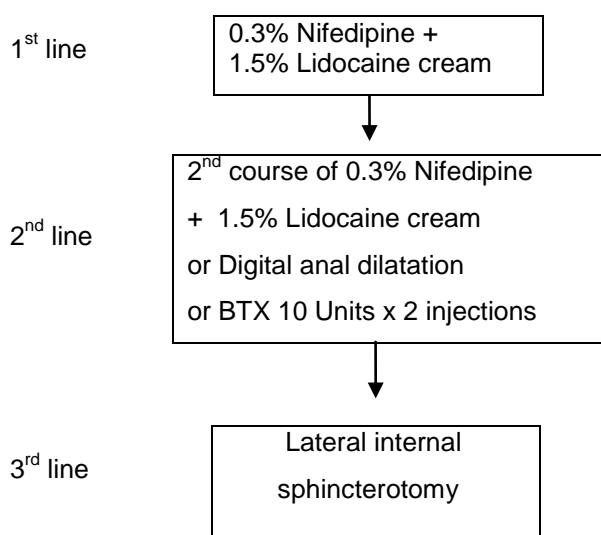 1st line
0.3% Nifedipine +
1.5% Lidocaine cream
2nd line
2nd course of 0.3% Nifedipine
+ 1.5% Lidocaine cream
or Digital anal dilatation
or BTX 10 Units x 2 injections
3rd line
Lateral internal
sphincterotomy